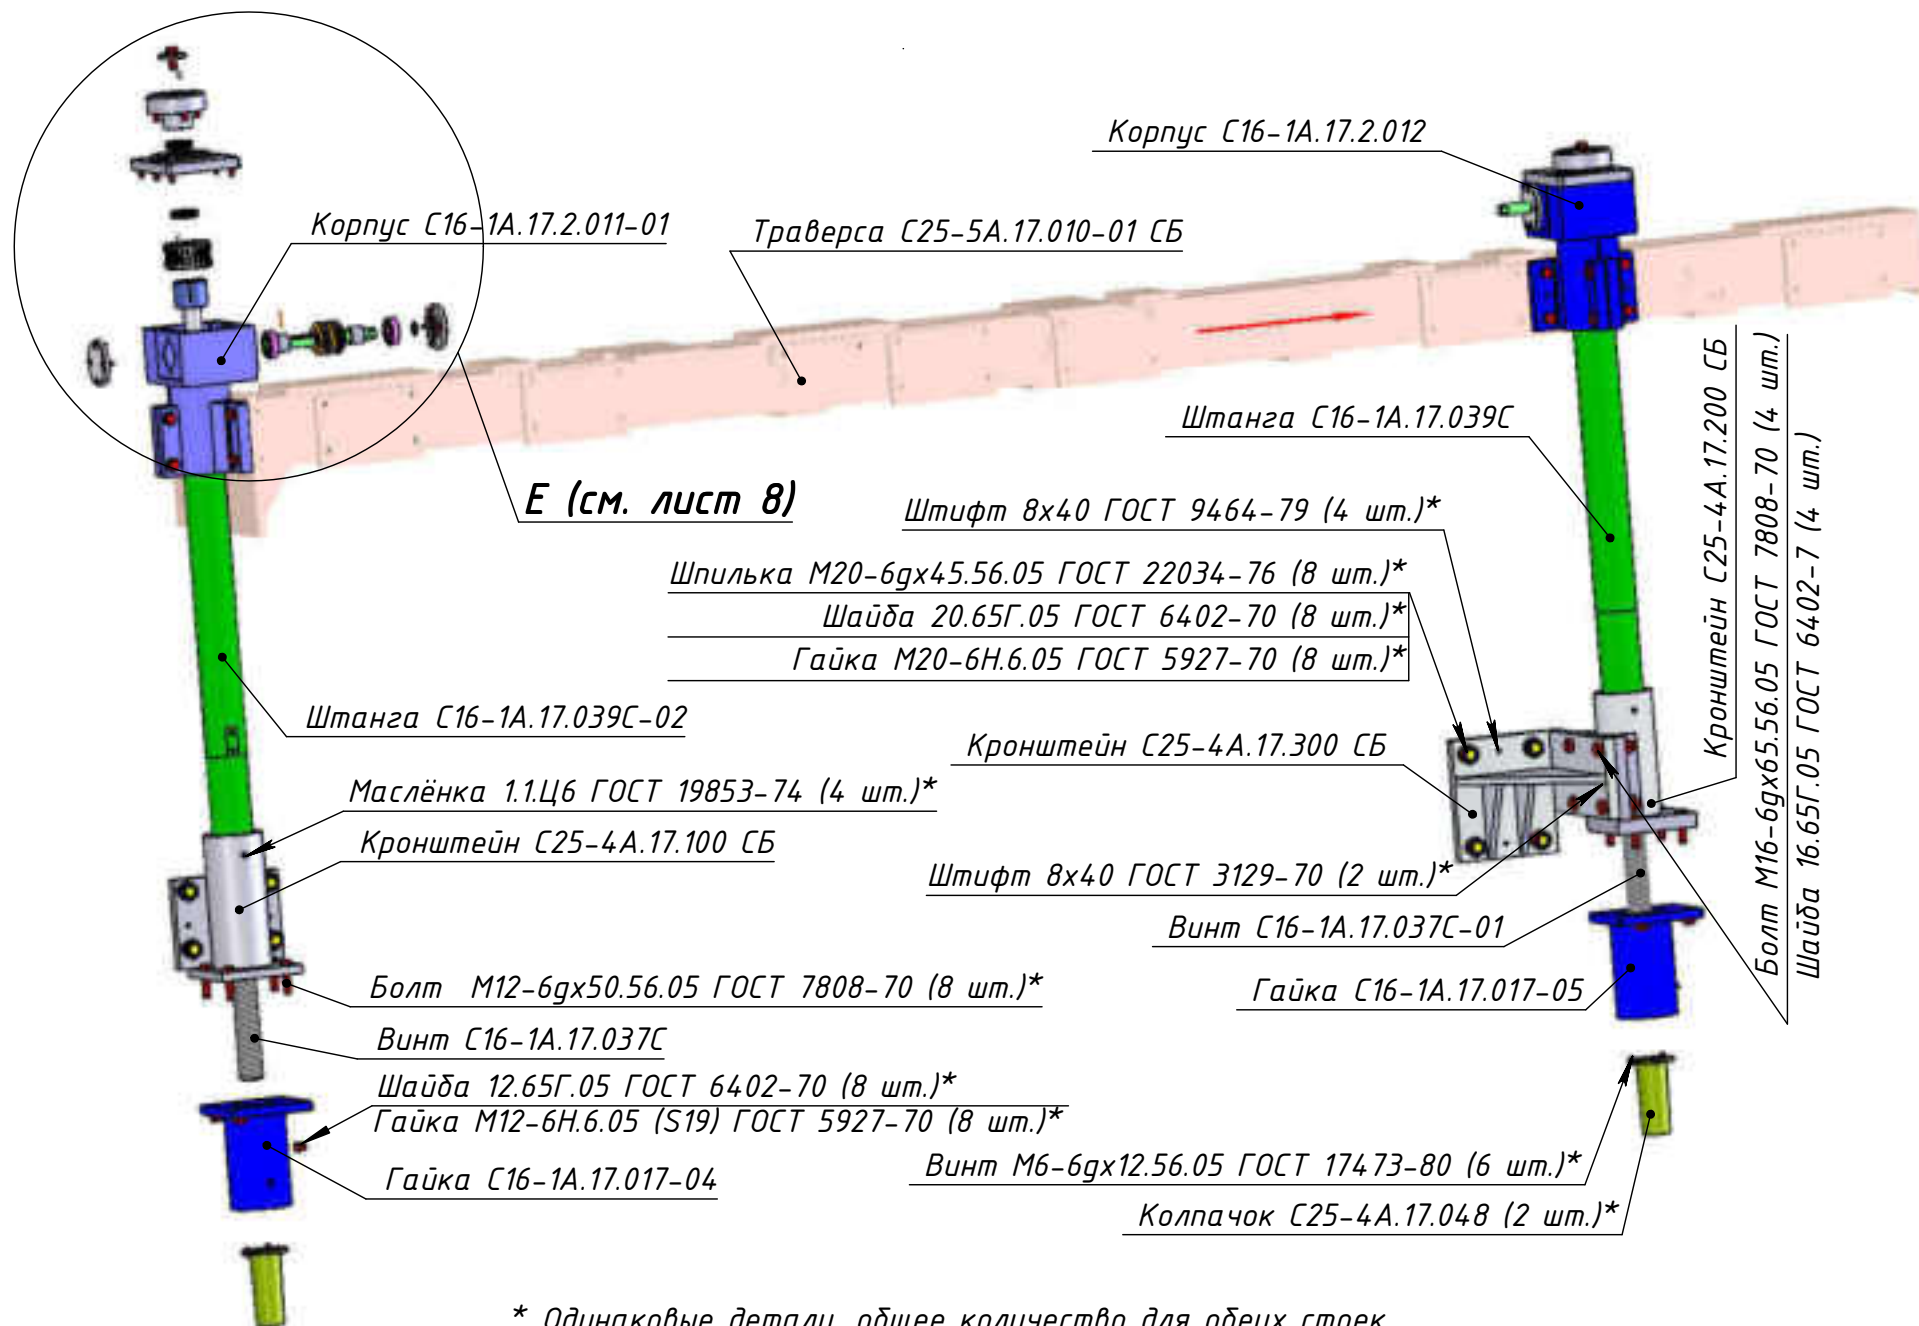 Корпус С16-1А.17.2.012
Корпус С16-1А.17.2.011-01
Траверса С25-5А.17.010-01 СБ
Штанга С16-1А.17.039С
Е (см. лист 8)
Штифт 8х40 ГОСТ 9464-79 (4 шт.)*
Шпилька М20-6gх45.56.05 ГОСТ 22034-76 (8 шт.)*
Шайба 20.65Г.05 ГОСТ 6402-70 (8 шт.)*
Гайка М20-6Н.6.05 ГОСТ 5927-70 (8 шт.)*
Кронштейн С25-4А.17.200 СБ
Болт М16-6gх65.56.05 ГОСТ 7808-70 (4 шт.)
Шайба 16.65Г.05 ГОСТ 6402-7 (4 шт.)
Штанга С16-1А.17.039С-02
Кронштейн С25-4А.17.300 СБ
Маслёнка 1.1.Ц6 ГОСТ 19853-74 (4 шт.)*
Кронштейн С25-4А.17.100 СБ
Штифт 8х40 ГОСТ 3129-70 (2 шт.)*
Винт С16-1А.17.037С-01
Болт М12-6gх50.56.05 ГОСТ 7808-70 (8 шт.)*
Гайка С16-1А.17.017-05
Винт С16-1А.17.037С
Шайба 12.65Г.05 ГОСТ 6402-70 (8 шт.)*
Гайка М12-6Н.6.05 (S19) ГОСТ 5927-70 (8 шт.)*
Гайка С16-1А.17.017-04
Винт М6-6gх12.56.05 ГОСТ 17473-80 (6 шт.)*
Колпачок С25-4А.17.048 (2 шт.)*
* Одинаковые детали, общее количество для обеих стоек